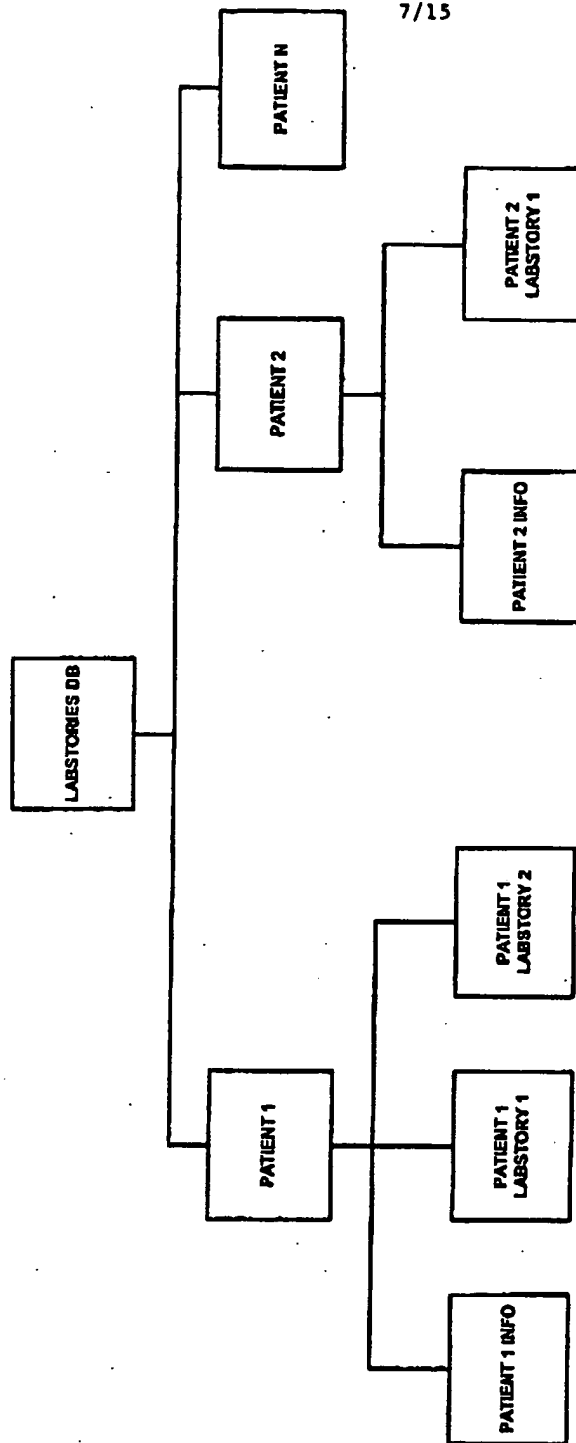 7/15
LABSTORIES DB
PATIENT 1
PATIENT 2
PATIENT N
PATIENT 1 INFO
PATIENT 1
LABSTORY 1
PATIENT 1
LABSTORY 2
PATIENT 2 INFO
PATIENT 2
LABSTORY 1